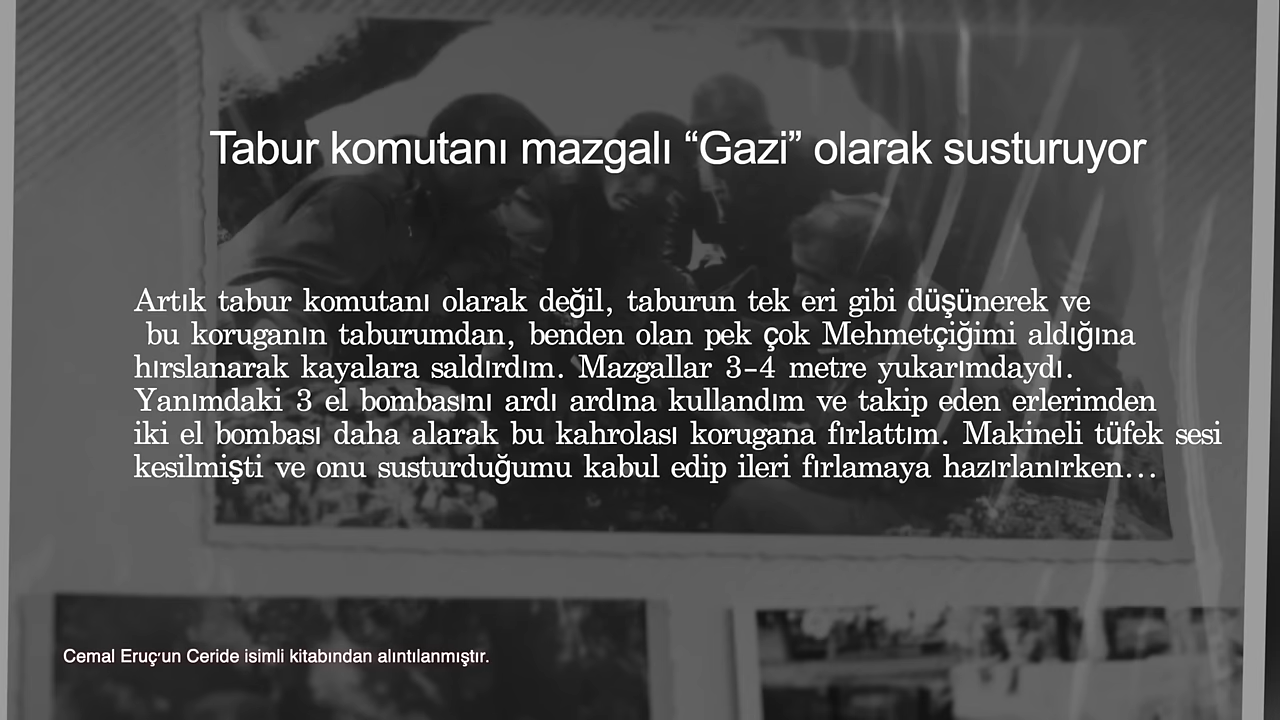 Tabur komutanı mazgalı “Gazi” olarak susturuyor
Artık tabur komutanı olarak değil, taburun tek eri gibi düşünerek ve
bu koruganın taburumdan, benden olan pek çok Mehmetçiğimi aldığına
hırslanarak kayalara saldırdım. Mazgallar 3-4 metre yukarımdaydı.
Yanımdaki 3 el bombasını ardı ardına kullandım ve takip eden erlerimden
iki el bombası daha alarak bu kahrolası korugana fırlattım. Makineli tüfek sesi
kesilmişti ve onu susturduğumu kabul edip ileri fırlamaya hazırlanırken...
Cemal Eruç'un Ceride isimli kitabından alıntılanmıştır.